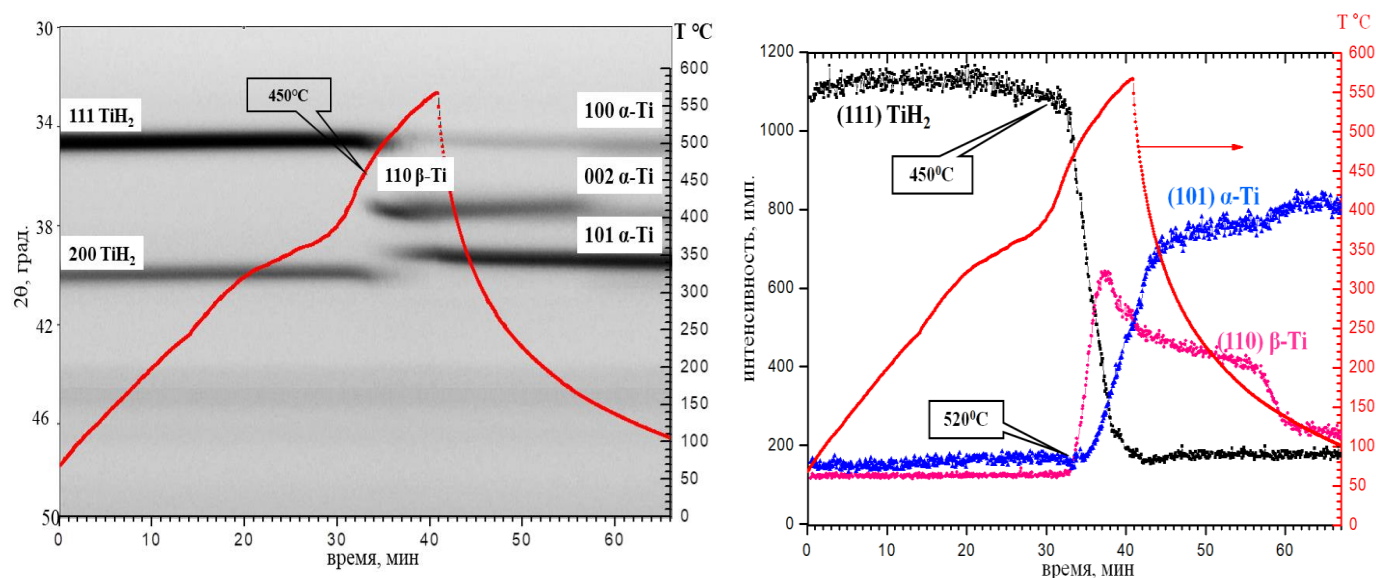 T °C
30
34
38
42
46
50
2θ, град.
0
10
20
30
40
50
60
время, мин
600
550
500
450
400
350
300
250
200
150
100
50
0
450°C
111 TiH₂
100 α-Ti
110 β-Ti
002 α-Ti
200 TiH₂
101 α-Ti
T °C
1200
1000
800
600
400
200
0
интенсивность, имп.
0
10
20
30
40
50
60
время, мин
600
550
500
450
400
350
300
250
200
150
100
50
0
(111) TiH₂
450⁰C
(101) α-Ti
(110) β-Ti
520⁰C